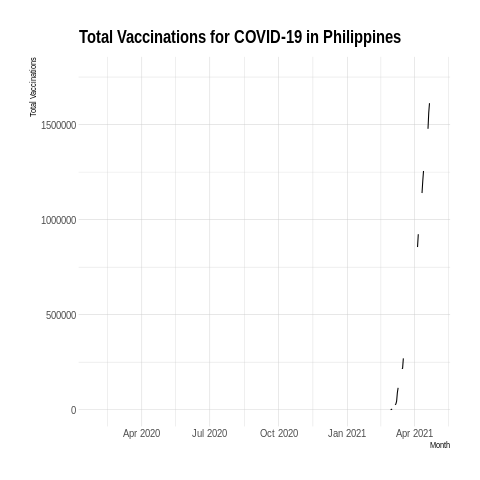 Total Vaccinations for COVID-19 in Philippines
Total Vaccinations
1500000
1000000
500000
0
Apr 2020 Jul 2020 Oct 2020 Jan 2021 Apr 2021
Month